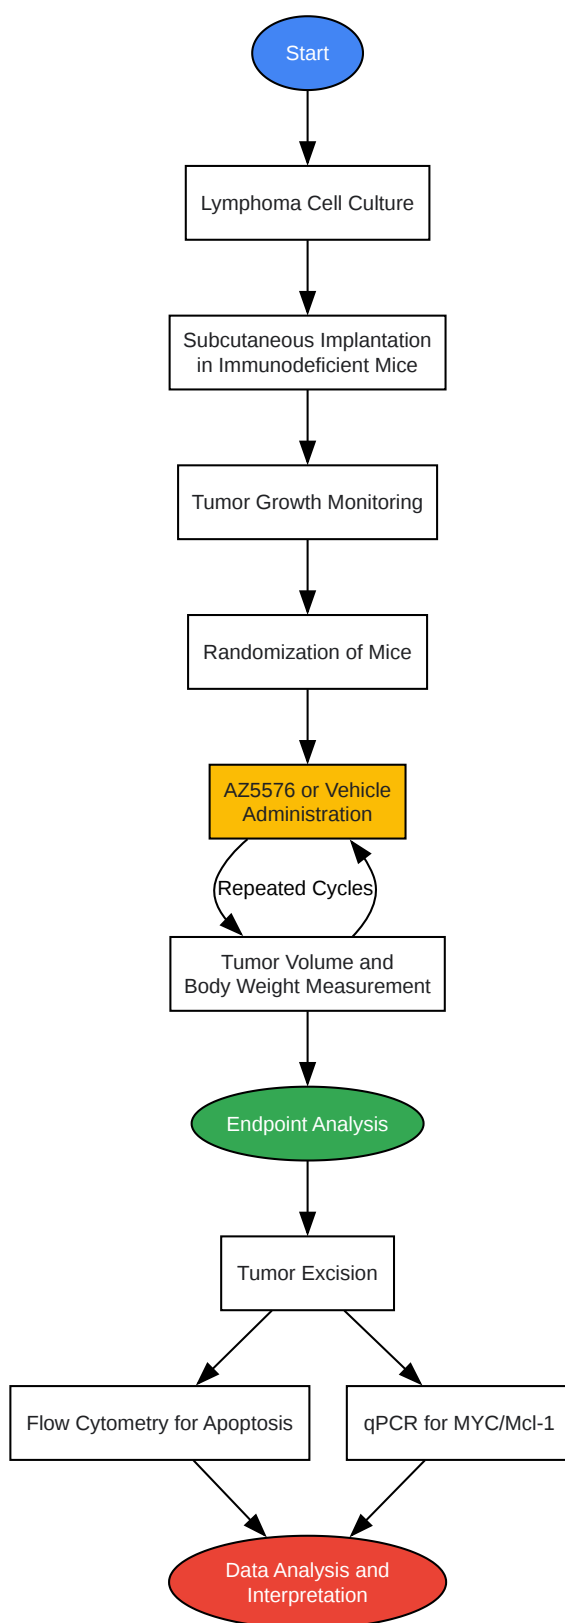 Start
Lymphoma Cell Culture
Subcutaneous Implantation
in Immunodeficient Mice
Tumor Growth Monitoring
Randomization of Mice
AZ5576 or Vehicle
Administration
Repeated Cycles
Tumor Volume and
Body Weight Measurement
Endpoint Analysis
Tumor Excision
Flow Cytometry for Apoptosis
qPCR for MYC/Mcl-1
Data Analysis and
Interpretation